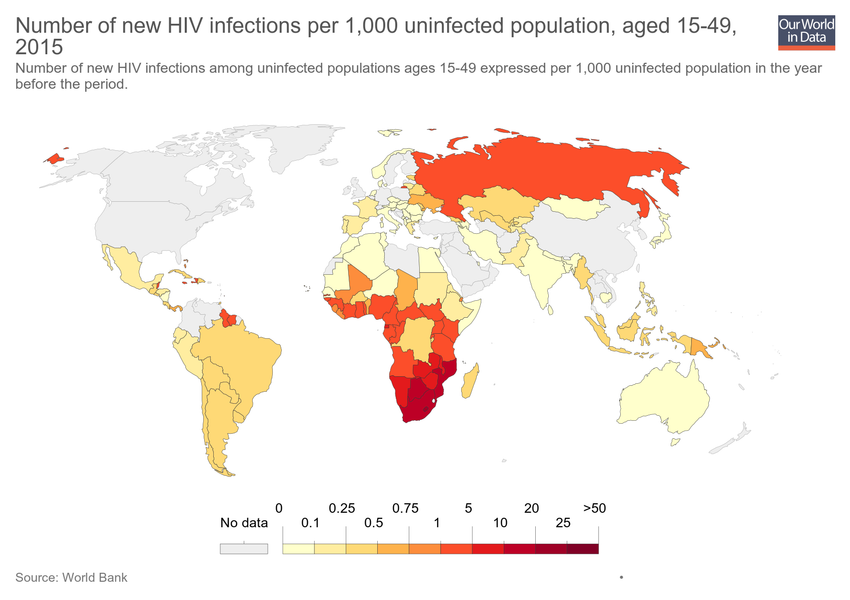 Number of new HIV infections per 1,000 uninfected population, aged 15-49,
2015
Our World
in Data
Number of new HIV infections among uninfected populations ages 15-49 expressed per 1,000 uninfected population in the year
before the period.
0 0.25 0.75 5 20 >50
No data 0.1 0.5 1 10 25
Source: World Bank